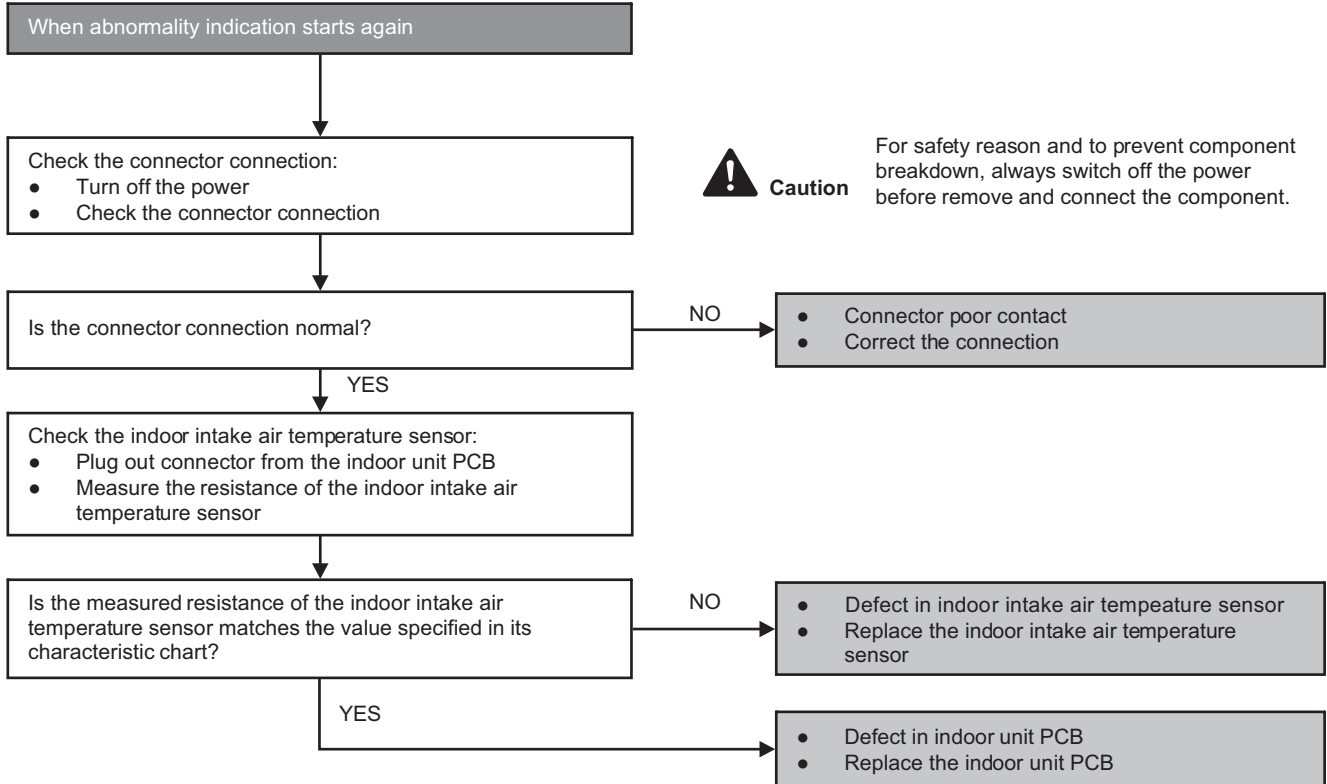 When abnormality indication starts again
Check the connector connection:
● Turn off the power
● Check the connector connection
Caution
For safety reason and to prevent component
breakdown, always switch off the power
before remove and connect the component.
Is the connector connection normal?
NO
● Connector poor contact
● Correct the connection
YES
Check the indoor intake air temperature sensor:
● Plug out connector from the indoor unit PCB
● Measure the resistance of the indoor intake air
temperature sensor
Is the measured resistance of the indoor intake air
temperature sensor matches the value specified in its
characteristic chart?
NO
● Defect in indoor intake air tempeature sensor
● Replace the indoor intake air temperature
sensor
YES
● Defect in indoor unit PCB
● Replace the indoor unit PCB